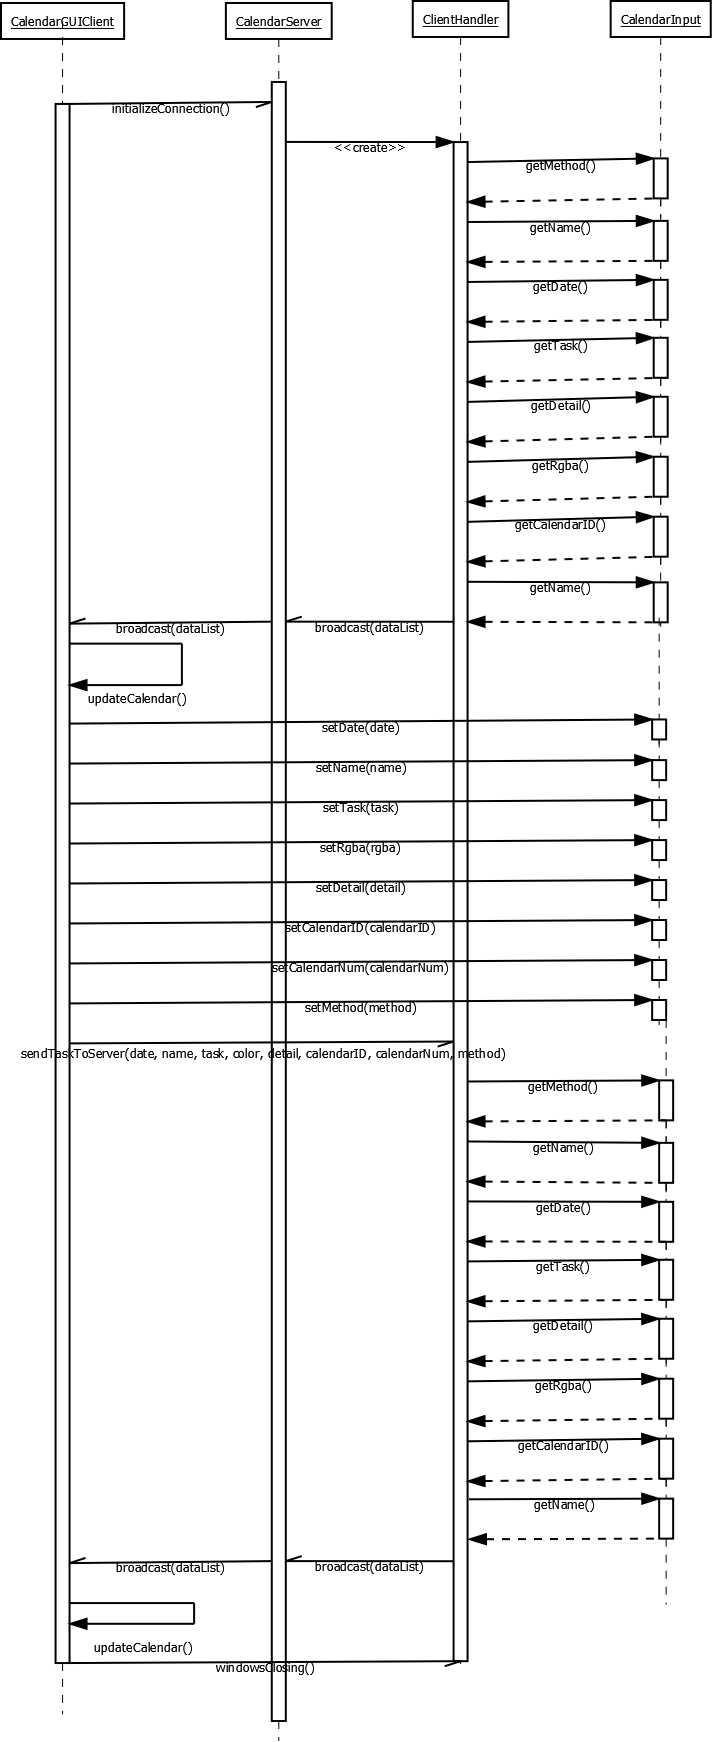 CalendarGUIClient
CalendarServer
ClientHandler
CalendarInput
initializeConnection()
<<create>>
getMethod()
getName()
getDate()
getTask()
getDetail()
getRgba()
getCalendarID()
getName()
broadcast(dataList)
broadcast(dataList)
updateCalendar()
setDate(date)
setName(name)
setTask(task)
setRgba(rgba)
setDetail(detail)
setCalendarID(calendarID)
setCalendarNum(calendarNum)
setMethod(method)
sendTaskToServer(date, name, task, color, detail, calendarID, calendarNum, method)
getMethod()
getName()
getDate()
getTask()
getDetail()
getRgba()
getCalendarID()
getName()
broadcast(dataList)
broadcast(dataList)
updateCalendar()
windowsClosing()